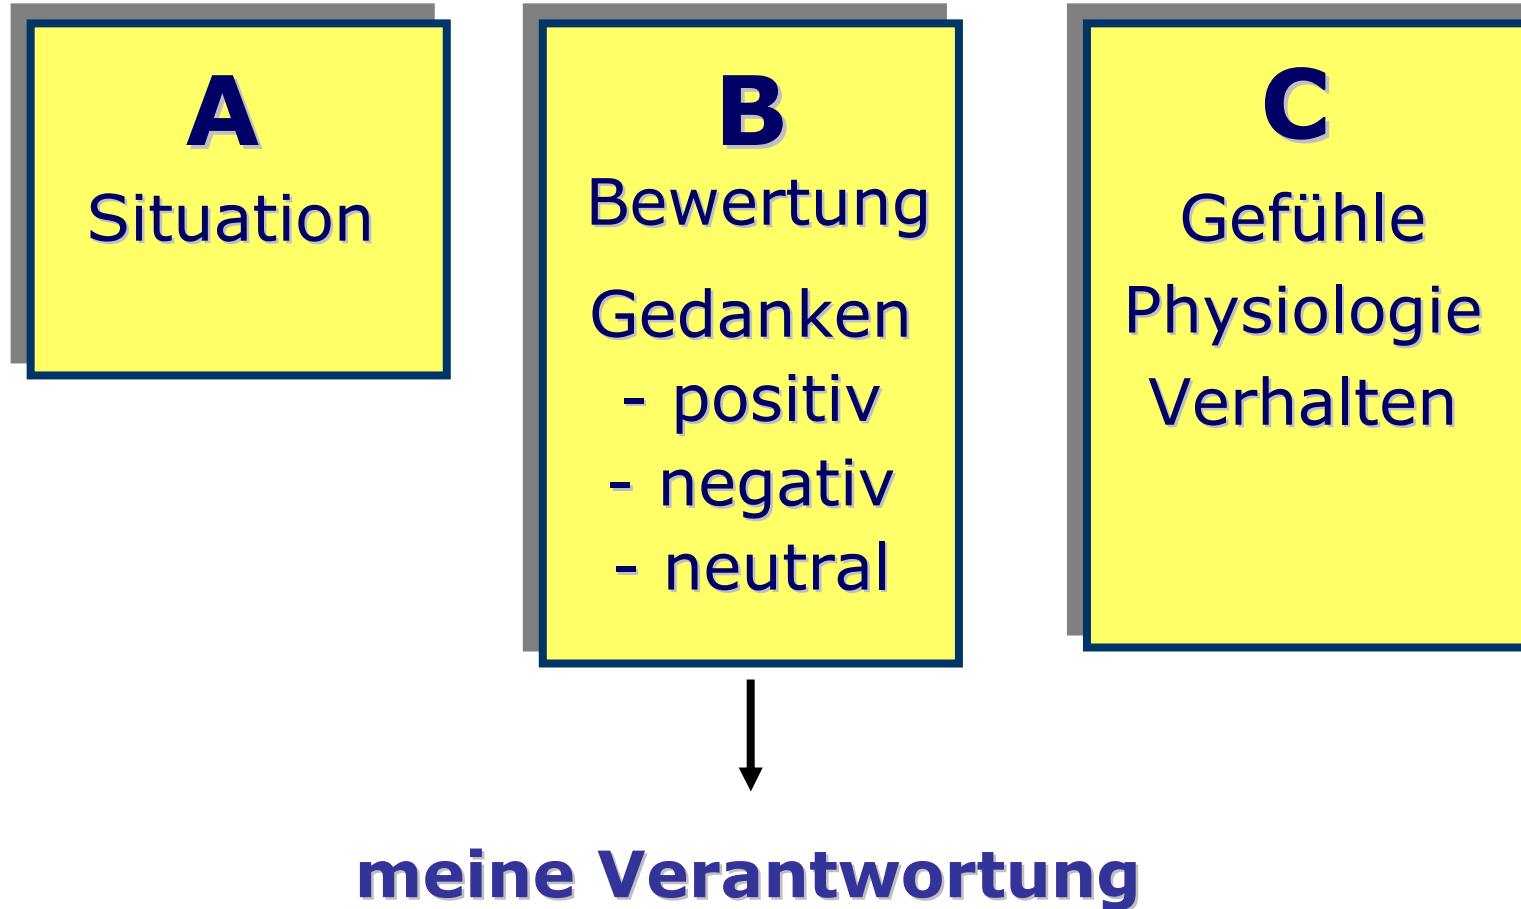 A
Situation
B
Bewertung
Gedanken
- positiv
- negativ
- neutral
C
Gefühle
Physiologie
Verhalten
meine Verantwortung